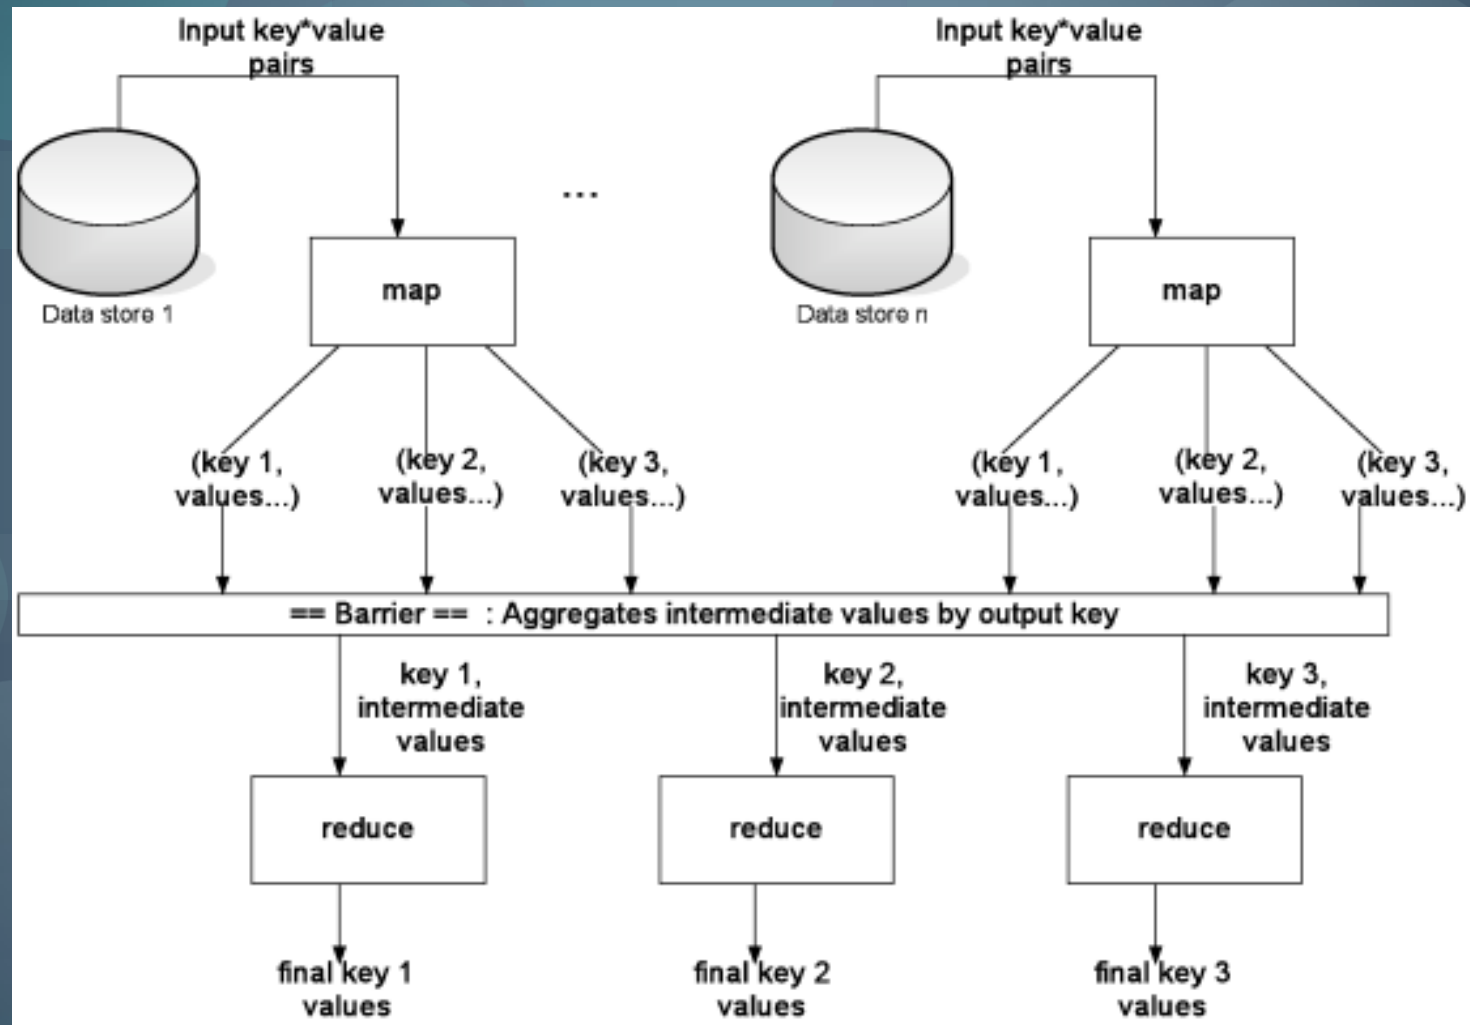 Input key*value
pairs
Input key*value
pairs
...
map
map
Data store 1
Data store n
(key 1,
values...)
(key 2,
values...)
(key 3,
values...)
(key 1,
values...)
(key 2,
values...)
(key 3,
values...)
== Barrier == : Aggregates intermediate values by output key
key 1,
intermediate
values
key 2,
intermediate
values
key 3,
intermediate
values
reduce
reduce
reduce
final key 1
values
final key 2
values
final key 3
values